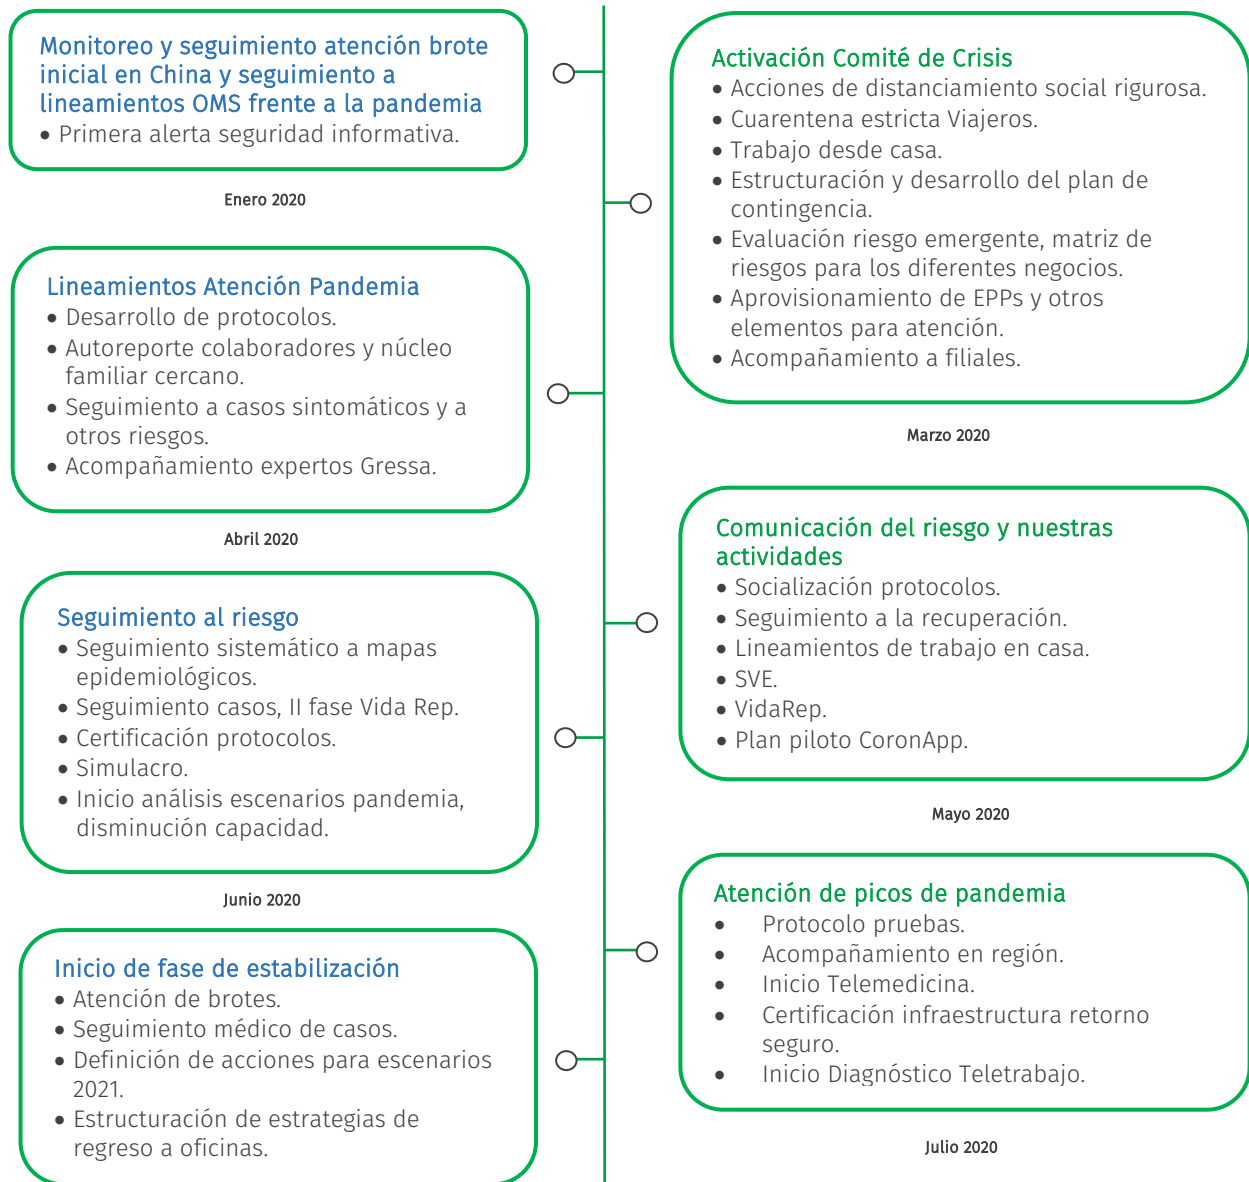 Monitoreo y seguimiento atención brote
inicial en China y seguimiento a
lineamientos OMS frente a la pandemia
• Primera alerta seguridad informativa.
Enero 2020
Activación Comité de Crisis
• Acciones de distanciamiento social rigurosa.
• Cuarentena estricta Viajeros.
• Trabajo desde casa.
• Estructuración y desarrollo del plan de
contingencia.
• Evaluación riesgo emergente, matriz de
riesgos para los diferentes negocios.
• Aprovisionamiento de EPPs y otros
elementos para atención.
• Acompañamiento a filiales.
Marzo 2020
Lineamientos Atención Pandemia
• Desarrollo de protocolos.
• Autoreporte colaboradores y núcleo
familiar cercano.
• Seguimiento a casos sintomáticos y a
otros riesgos.
• Acompañamiento expertos Gressa.
Abril 2020
Comunicación del riesgo y nuestras
actividades
• Socialización protocolos.
• Seguimiento a la recuperación.
• Lineamientos de trabajo en casa.
• SVE.
• VidaRep.
• Plan piloto CoronApp.
Mayo 2020
Seguimiento al riesgo
• Seguimiento sistemático a mapas
epidemiológicos.
• Seguimiento casos, II fase Vida Rep.
• Certificación protocolos.
• Simulacro.
• Inicio análisis escenarios pandemia,
disminución capacidad.
Junio 2020
Atención de picos de pandemia
• Protocolo pruebas.
• Acompañamiento en región.
• Inicio Telemedicina.
• Certificación infraestructura retorno
seguro.
• Inicio Diagnóstico Teletrabajo.
Julio 2020
Inicio de fase de estabilización
• Atención de brotes.
• Seguimiento médico de casos.
• Definición de acciones para escenarios
2021.
• Estructuración de estrategias de
regreso a oficinas.